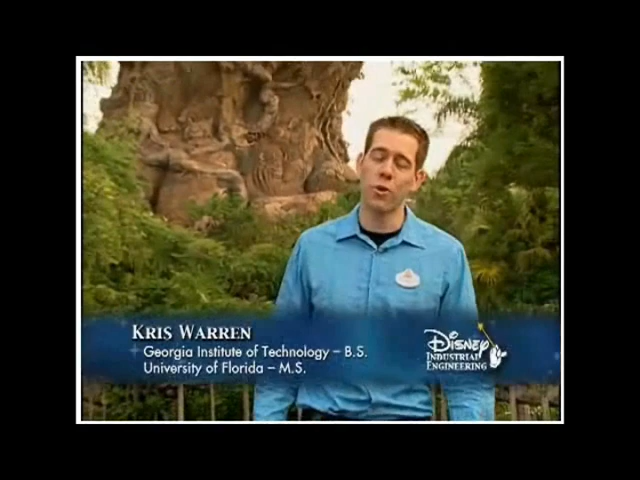 KRIS WARREN
Georgia Institute of Technology – B.S.
University of Florida – M.S.
Disney
INDUSTRIAL
ENGINEERING